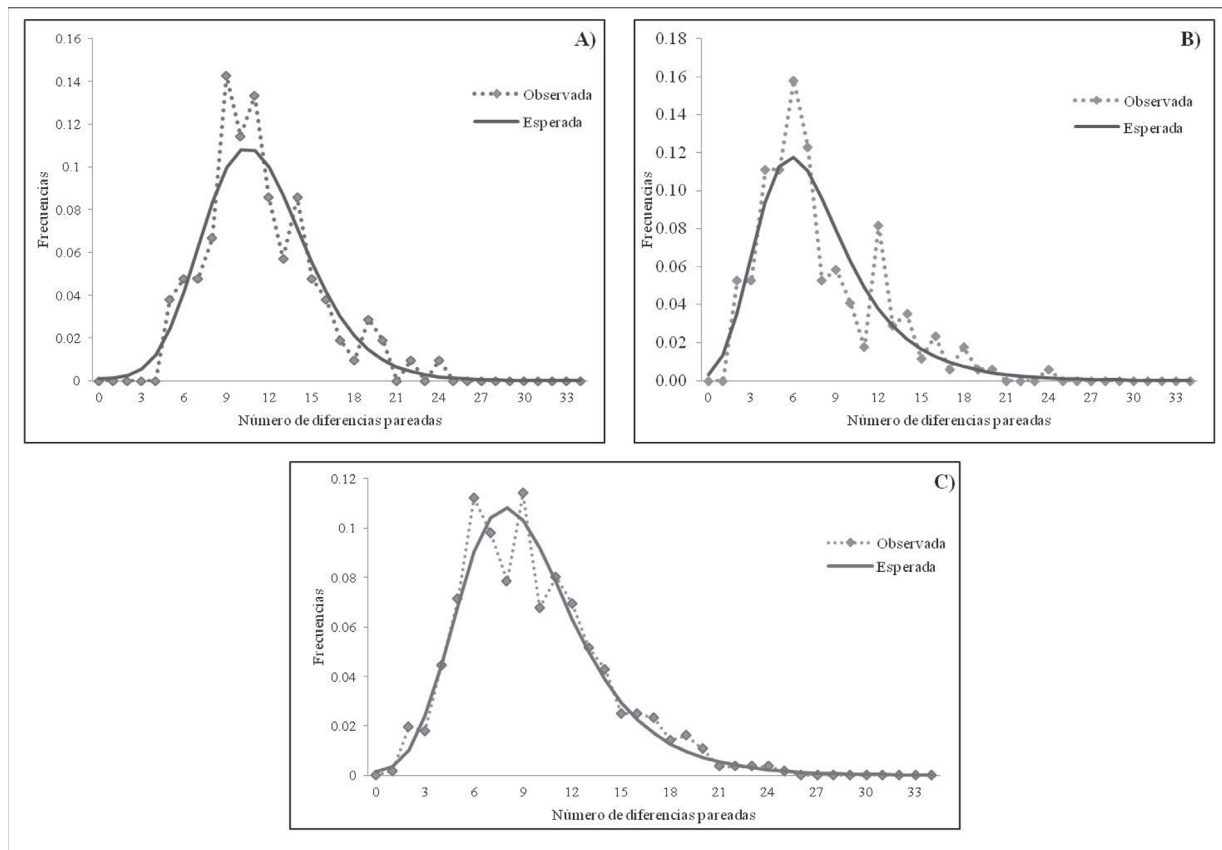 A)
0.16
0.14
0.12
0.1
0.08
0.06
0.04
0.02
0
Frecuencias
Observada
Esperada
0 3 6 9 12 15 18 21 24 27 30 33
Número de diferencias pareadas
B)
0.18
0.16
0.14
0.12
0.10
0.08
0.06
0.04
0.02
0.00
Frecuencias
Observada
Esperada
0 3 6 9 12 15 18 21 24 27 30 33
Número de diferencias pareadas
C)
0.12
0.1
0.08
0.06
0.04
0.02
0
Frecuencias
Observada
Esperada
0 3 6 9 12 15 18 21 24 27 30 33
Número de diferencias pareadas